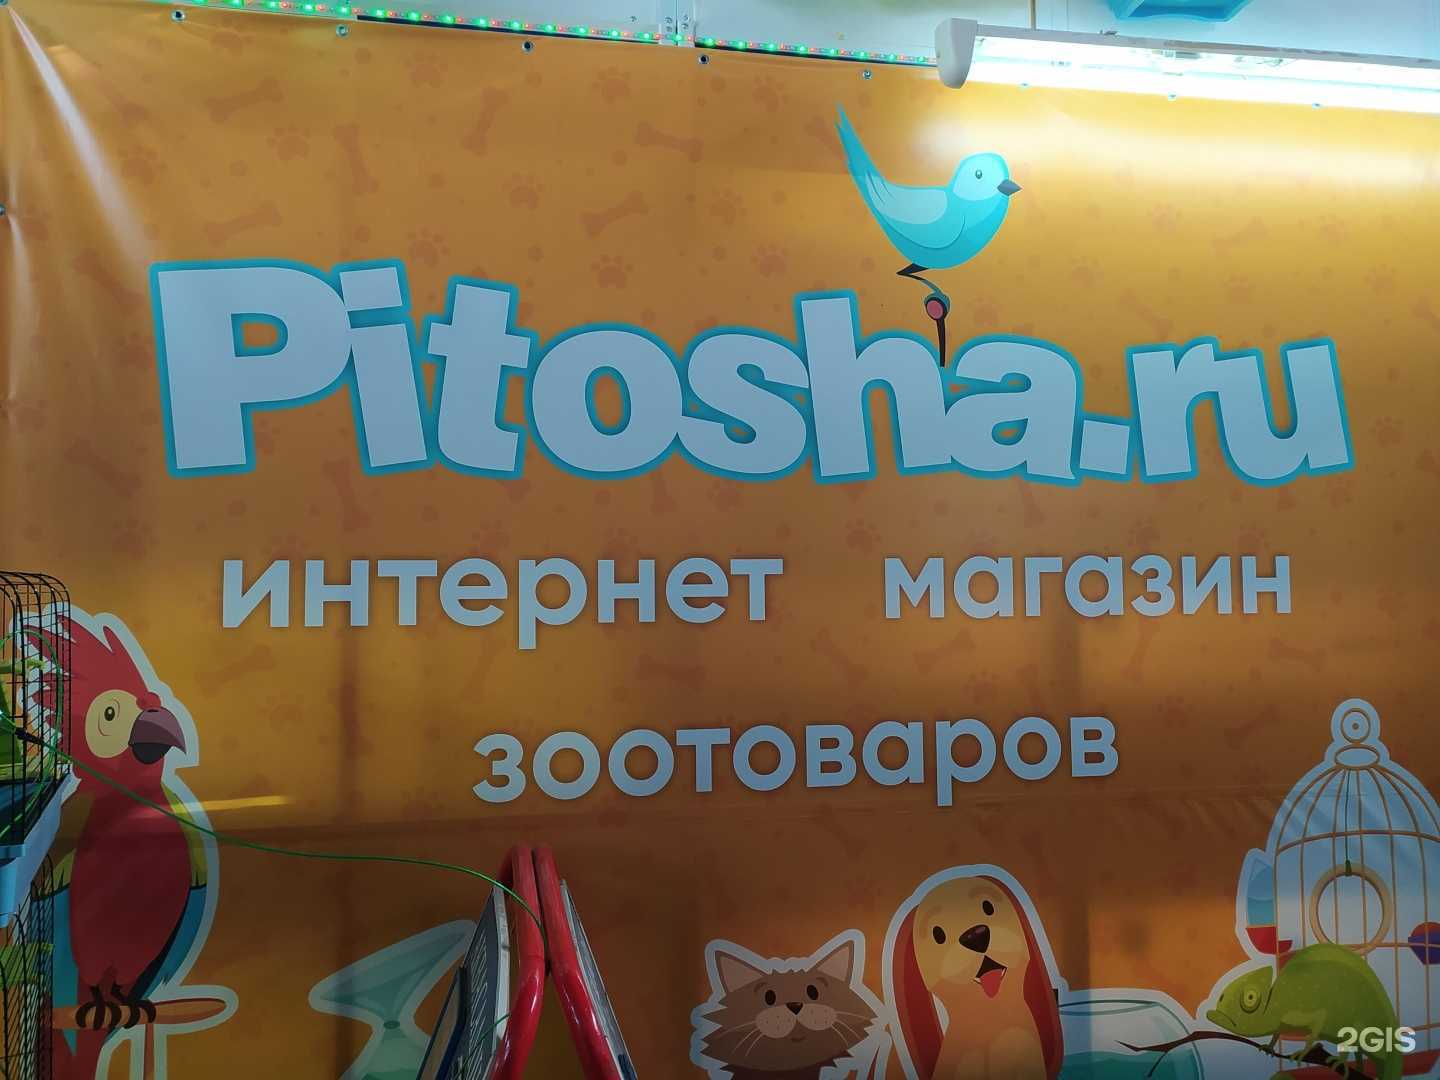 Pitosha.ru
интернет магазин
зоотоваров
2GIS